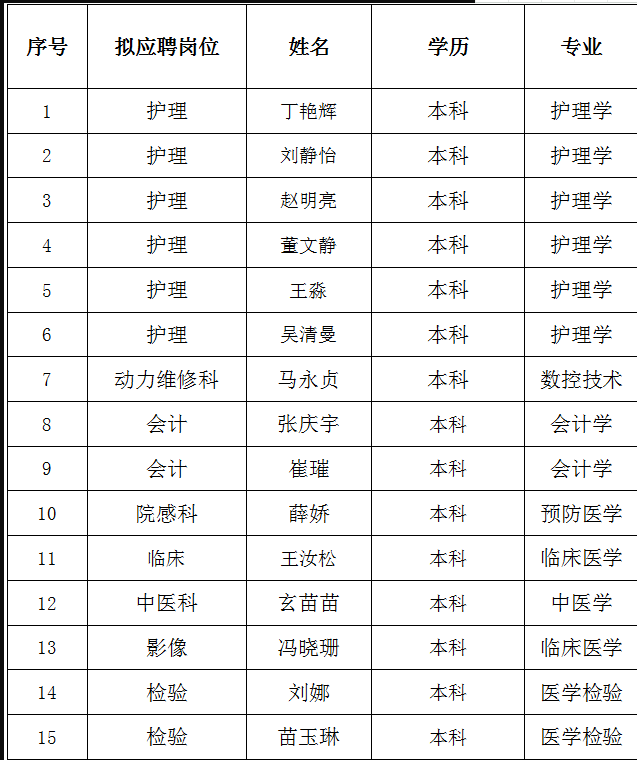 序号 拟应聘岗位 姓名 学历 专业
1 护理 丁艳辉 本科 护理学
2 护理 刘静怡 本科 护理学
3 护理 赵明亮 本科 护理学
4 护理 董文静 本科 护理学
5 护理 王淼 本科 护理学
6 护理 吴清曼 本科 护理学
7 动力维修科 马永贞 本科 数控技术
8 会计 张庆宇 本科 会计学
9 会计 崔璀 本科 会计学
10 院感科 薛娇 本科 预防医学
11 临床 王汝松 本科 临床医学
12 中医科 玄苗苗 本科 中医学
13 影像 冯晓珊 本科 临床医学
14 检验 刘娜 本科 医学检验
15 检验 苗玉琳 本科 医学检验